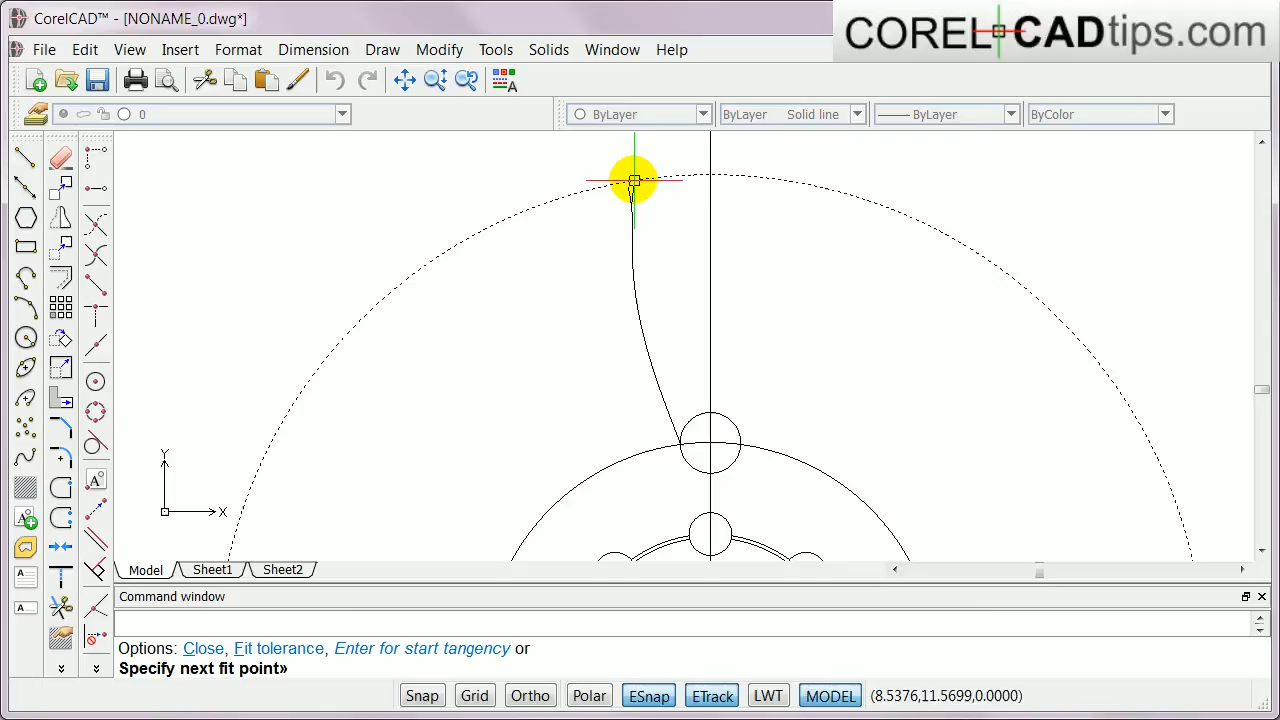 CorelCAD™ - [NONAME_0.dwg*]
CORELCADtips.com
File Edit View Insert Format Dimension Draw Modify Tools Solids Window Help
0 ByLayer ByLayer Solid line ByLayer ByColor
Y
X
Model Sheet1 Sheet2
Command window
Options: Close, Fit tolerance, Enter for start tangency or
Specify next fit point»
Snap Grid Ortho Polar ESnap ETrack LWT MODEL (8.5376,11.5699,0.0000)